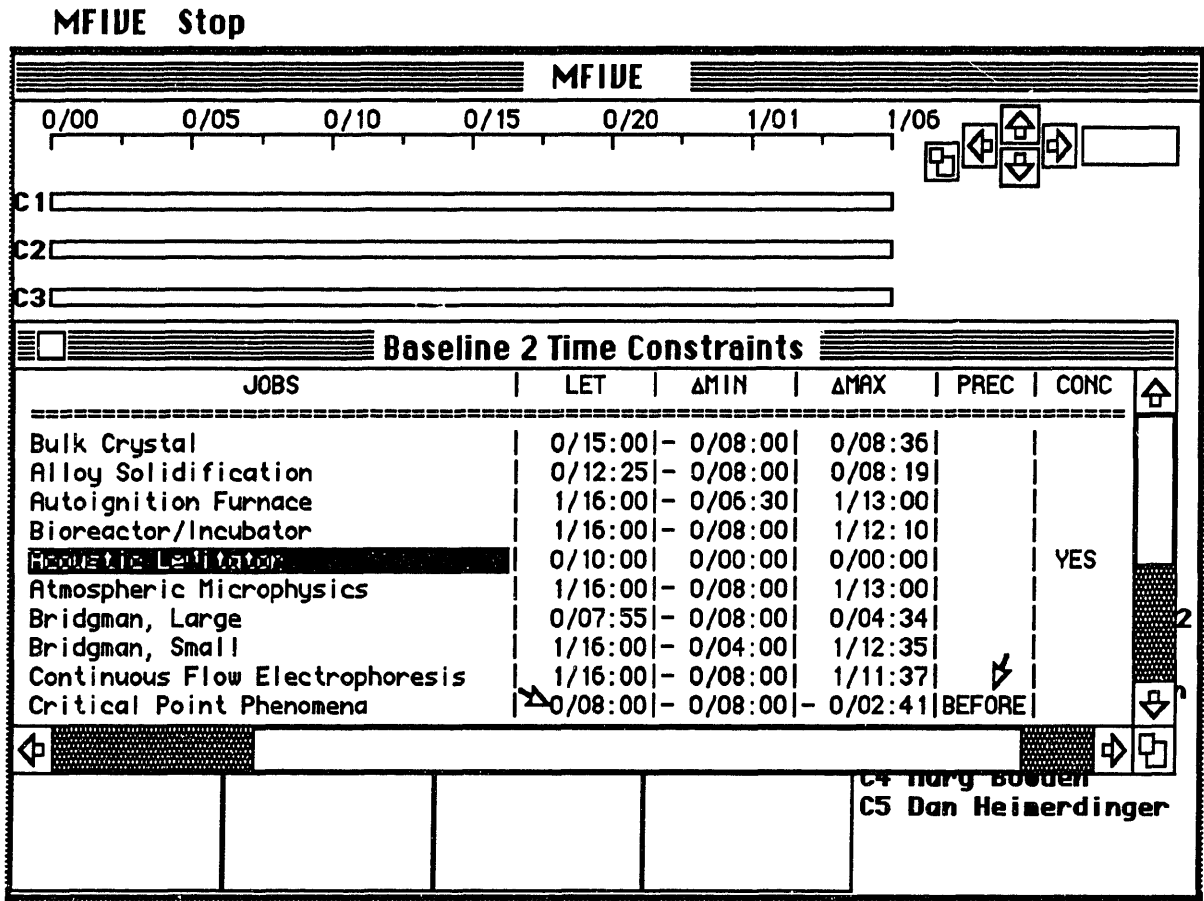 MFIVE Stop
MFIVE
0/00 0/05 0/10 0/15 0/20 1/01 1/06
C1
C2
C3
Baseline 2 Time Constraints
JOBS | LET | ΔMIN | ΔMAX | PREC | CONC
Bulk Crystal | 0/15:00|- 0/08:00| 0/08:36| |
Alloy Solidification | 0/12:25|- 0/08:00| 0/08:19| |
Autoignition Furnace | 1/16:00|- 0/06:30| 1/13:00| |
Bioreactor/Incubator | 1/16:00|- 0/08:00| 1/12:10| |
Acoustic Levitator | 0/10:00| 0/00:00| 0/00:00| | YES
Atmospheric Microphysics | 1/16:00|- 0/08:00| 1/13:00| |
Bridgman, Large | 0/07:55|- 0/08:00| 0/04:34| |
Bridgman, Small | 1/16:00|- 0/04:00| 1/12:35| |
Continuous Flow Electrophoresis | 1/16:00|- 0/08:00| 1/11:37| |
Critical Point Phenomena | 0/08:00|- 0/08:00|- 0/02:41|BEFORE|
C4 Mary Bowden
C5 Dan Heimerdinger